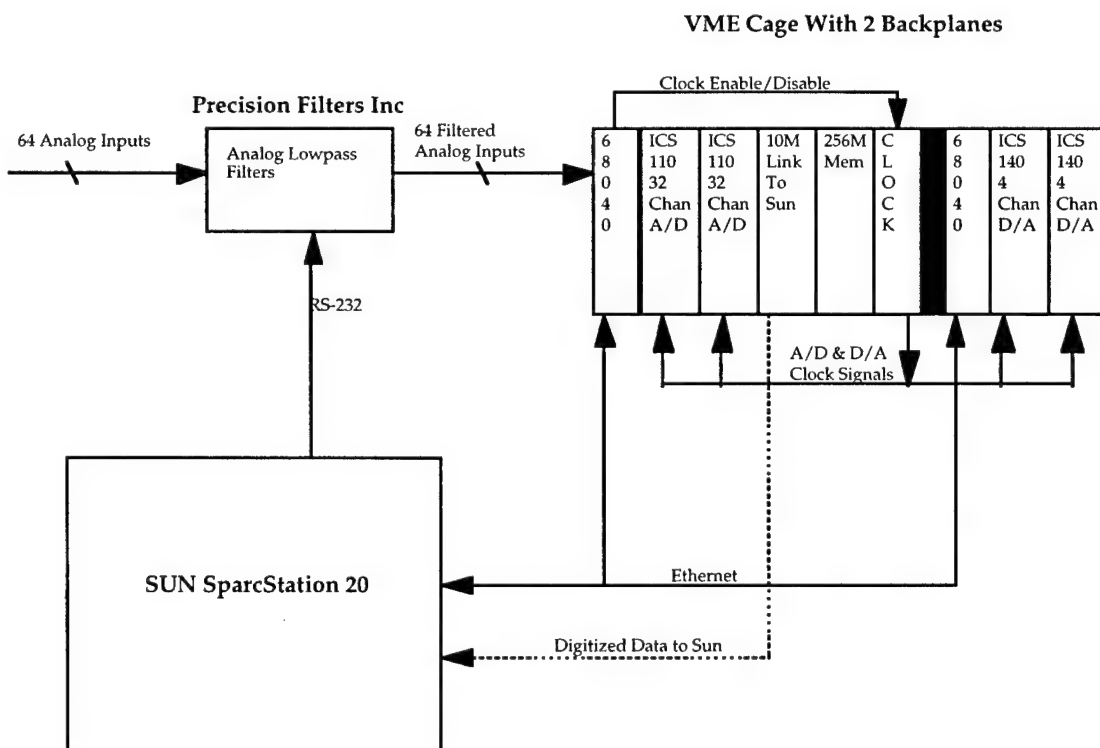 VME Cage With 2 Backplanes
Clock Enable/Disable
Precision Filters Inc
64 Analog Inputs
Analog Lowpass
Filters
64 Filtered
Analog Inputs
6
8
0
4
0
ICS
110
32
Chan
A/D
ICS
110
32
Chan
A/D
10M
Link
To
Sun
256M
Mem
C
L
O
C
K
6
8
0
4
0
ICS
140
4
Chan
D/A
ICS
140
4
Chan
D/A
RS-232
A/D & D/A
Clock Signals
SUN SparcStation 20
Ethernet
Digitized Data to Sun